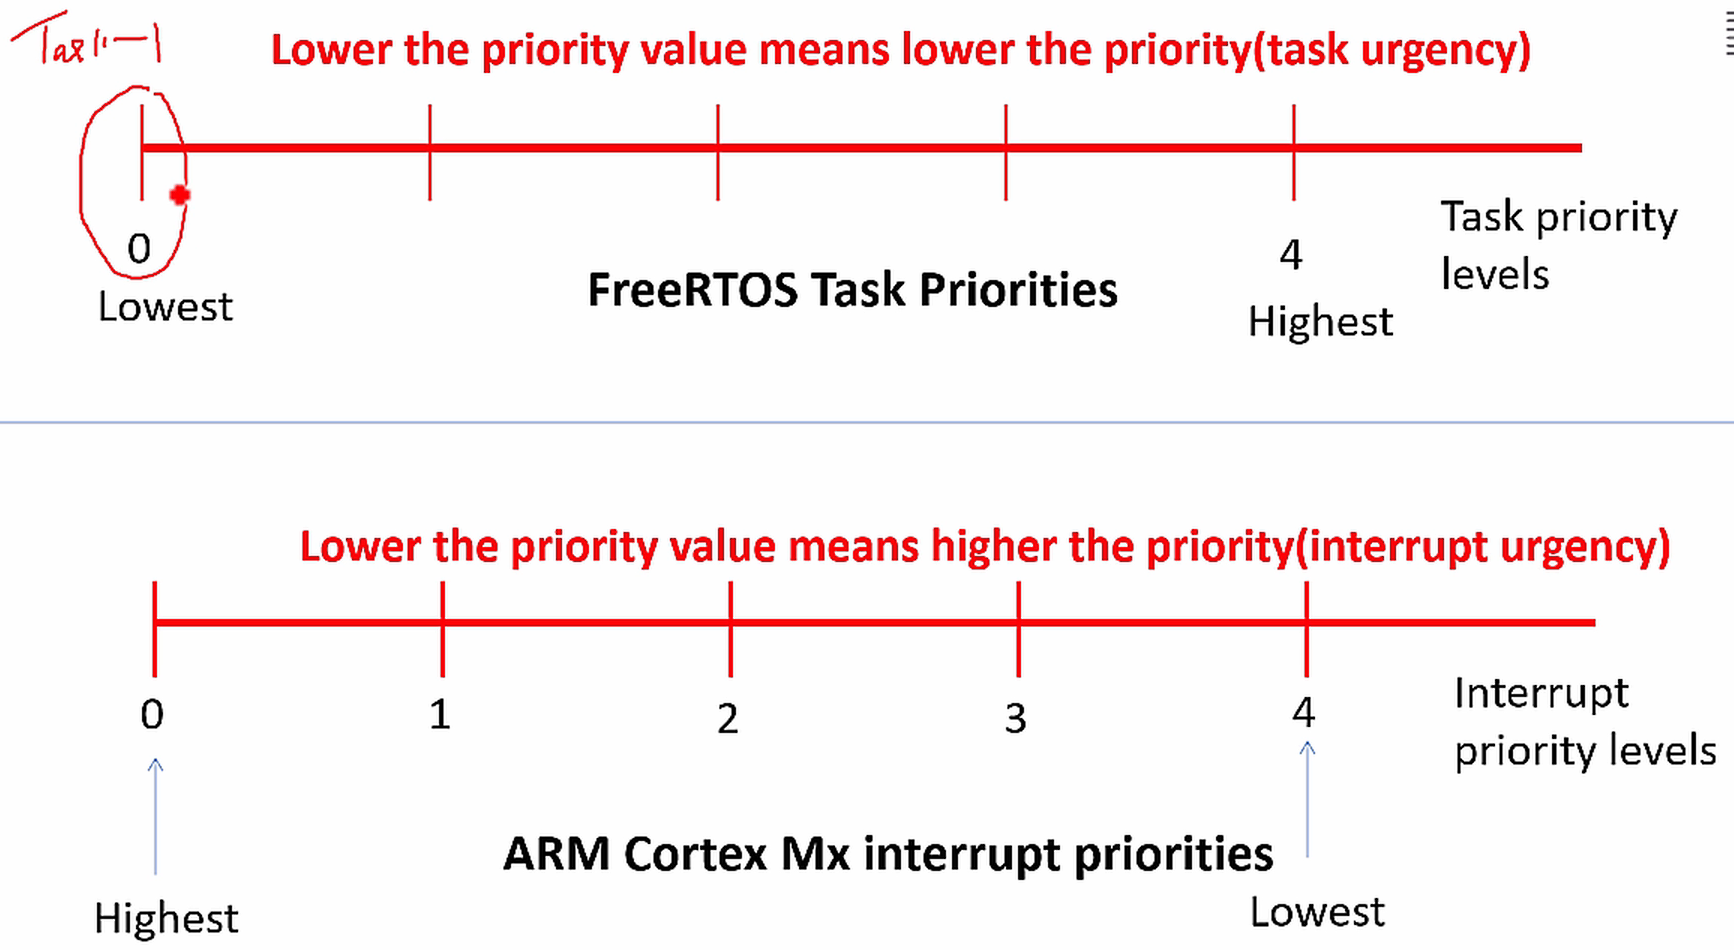 Lower the priority value means lower the priority(task urgency)
0
4
Task priority
levels
Lowest
FreeRTOS Task Priorities
Highest
Lower the priority value means higher the priority(interrupt urgency)
0
1
2
3
4
Interrupt
priority levels
ARM Cortex Mx interrupt priorities
Highest
Lowest